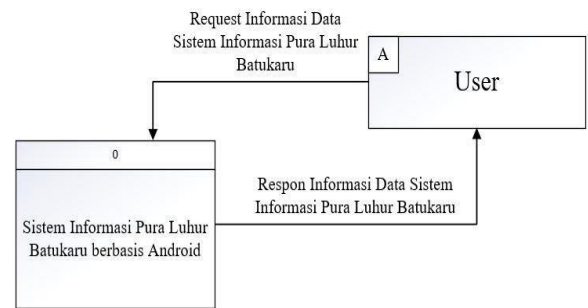 Request Informasi Data
Sistem Informasi Pura Luhur
Batukaru
A
User
0
Sistem Informasi Pura Luhur
Batukaru berbasis Android
Respon Informasi Data Sistem
Informasi Pura Luhur Batukaru